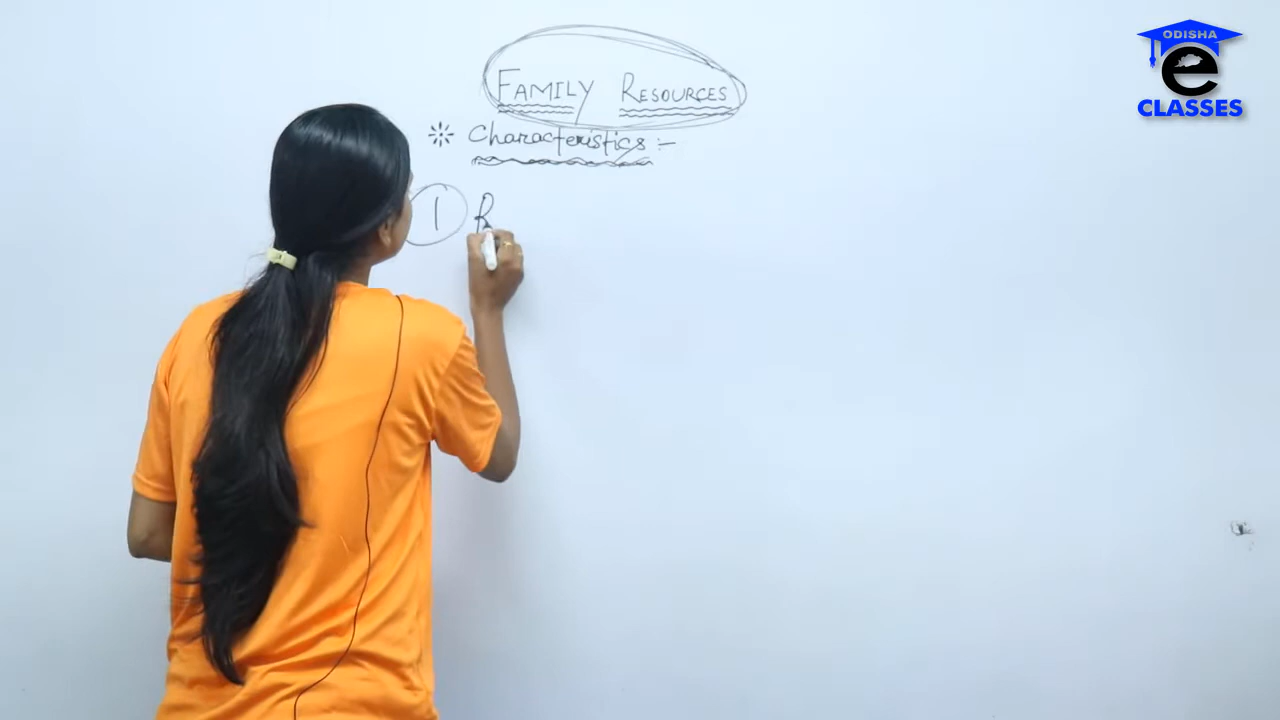 FAMILY RESOURCES
Characteristics :-
1 R
ODISHA
e
CLASSES